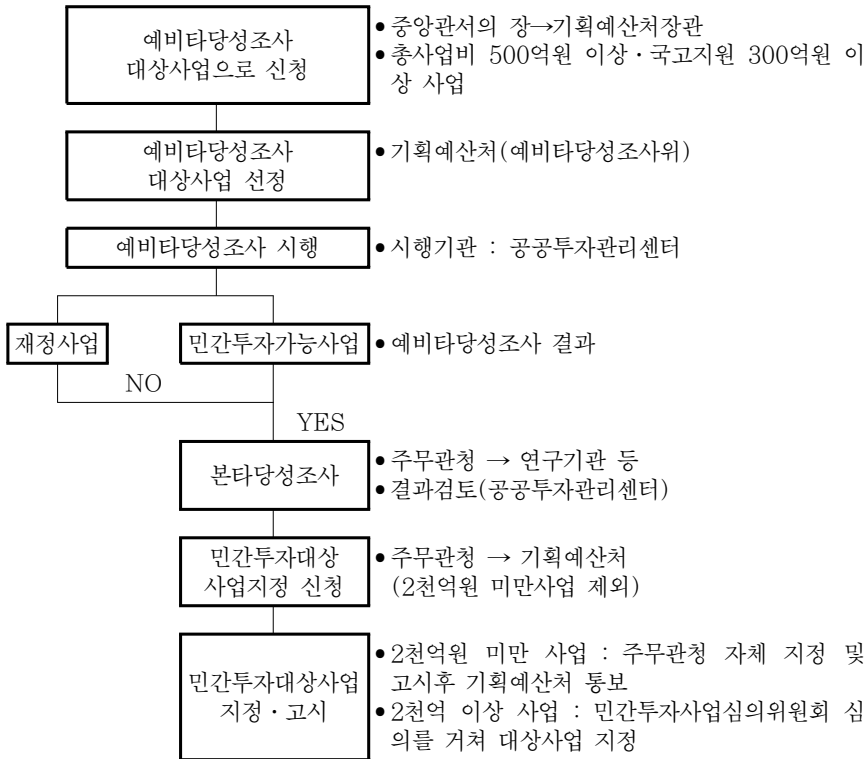 예비타당성조사
대상사업으로 신청
● 중앙관서의 장→기획예산처장관
● 총사업비 500억원 이상·국고지원 300억원 이
상 사업
예비타당성조사
대상사업 선정
● 기획예산처(예비타당성조사위)
예비타당성조사 시행
● 시행기관 : 공공투자관리센터
재정사업
민간투자가능사업
● 예비타당성조사 결과
NO
YES
본타당성조사
● 주무관청 → 연구기관 등
● 결과검토(공공투자관리센터)
민간투자대상
사업지정 신청
● 주무관청 → 기획예산처
(2천억원 미만사업 제외)
민간투자대상사업
지정·고시
● 2천억원 미만 사업 : 주무관청 자체 지정 및
고시후 기획예산처 통보
● 2천억 이상 사업 : 민간투자사업심의위원회 심
의를 거쳐 대상사업 지정